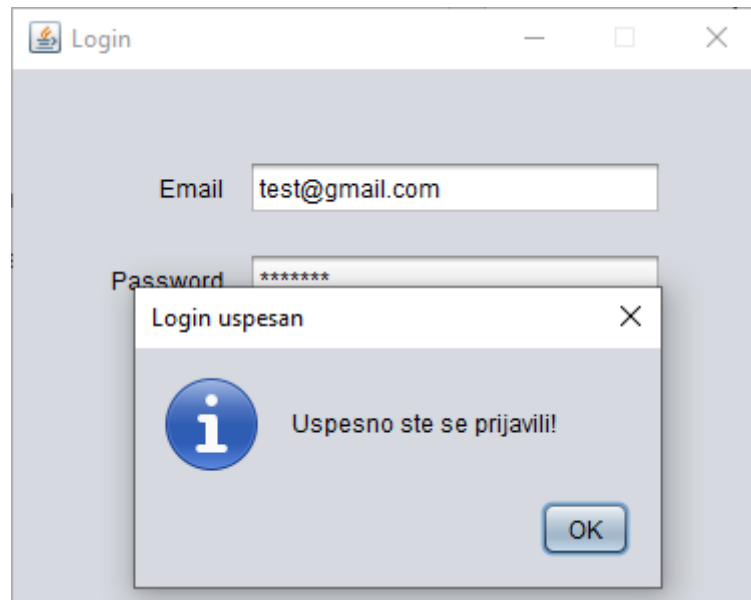 Login
Email test@gmail.com
Password *******
Login uspesan
Uspesno ste se prijavili!
OK